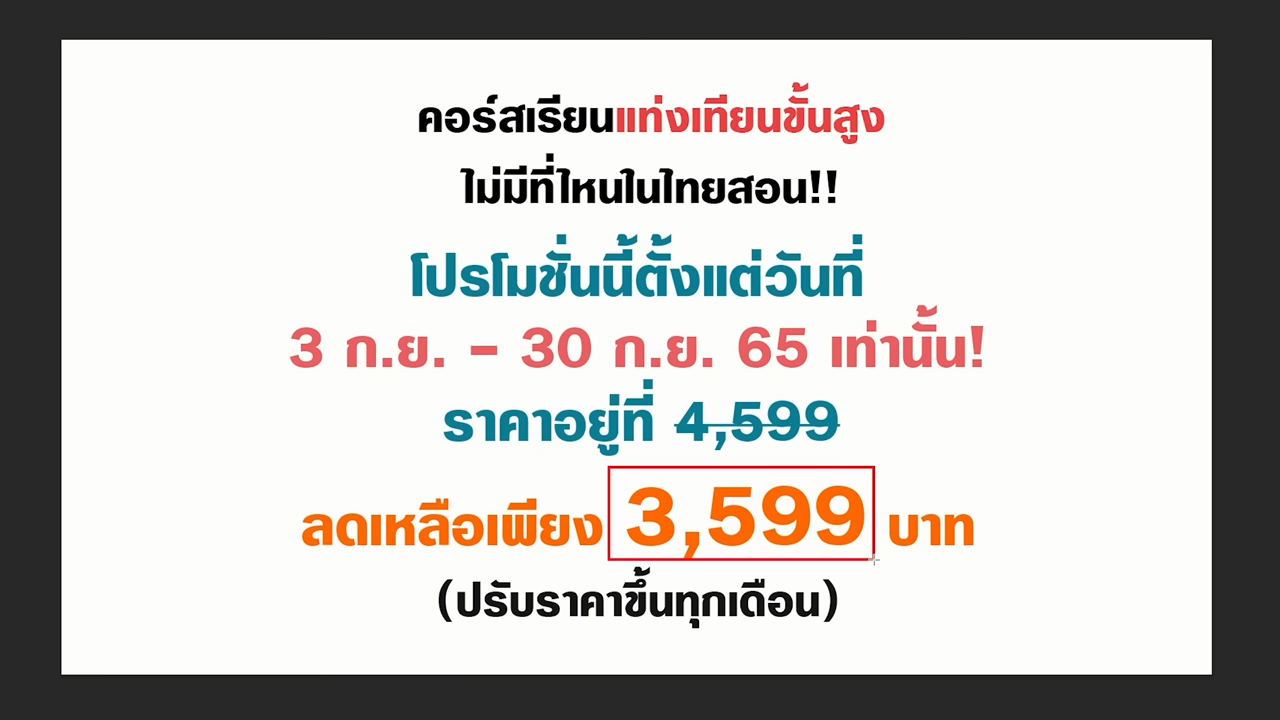 คอร์สเรียนแท่งเทียนขั้นสูง
ไม่มีที่ไหนในไทยสอน!!
โปรโมชั่นนี้ตั้งแต่วันที่
3 ก.ย. - 30 ก.ย. 65 เท่านั้น!
ราคาอยู่ที่ 4,599
ลดเหลือเพียง 3,599 บาท
(ปรับราคาขึ้นทุกเดือน)